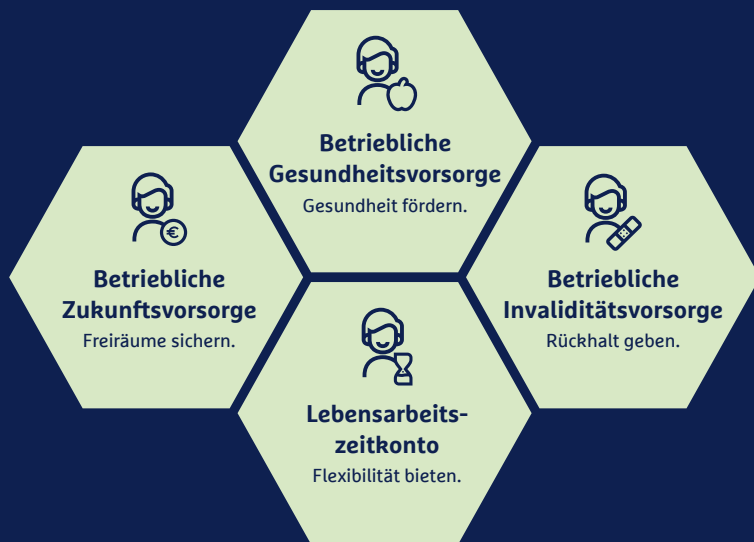 Betriebliche
Gesundheitsvorsorge
Gesundheit fördern.
€
Betriebliche
Zukunftsvorsorge
Freiräume sichern.
Betriebliche
Invaliditätsvorsorge
Rückhalt geben.
Lebensarbeits-
zeitkonto
Flexibilität bieten.